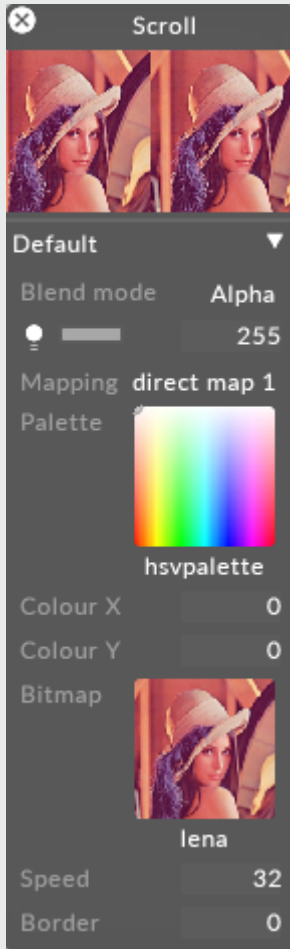 Scroll
Default
Blend mode Alpha
255
Mapping direct map 1
Palette
hsvpalette
Colour X 0
Colour Y 0
Bitmap
lena
Speed 32
Border 0